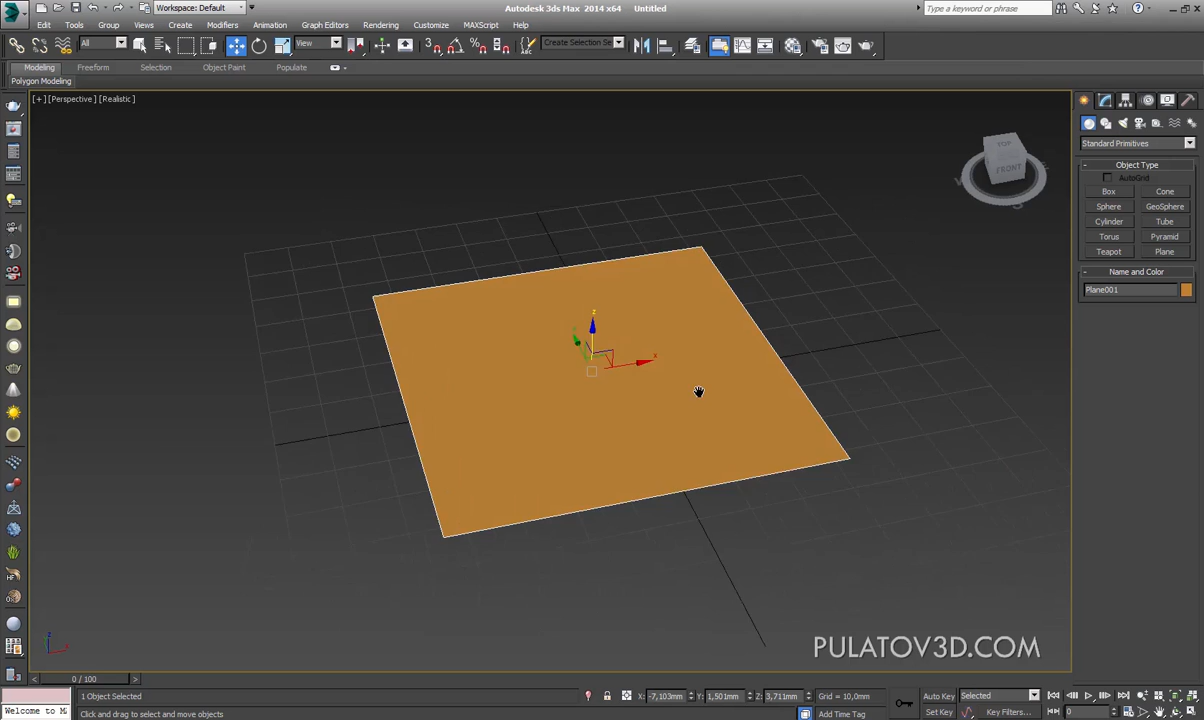 Workspace: Default
Autodesk 3ds Max 2014 x64 Untitled
Type a keyword or phrase
Edit Tools Group Views Create Modifiers Animation Graph Editors Rendering Customize MAXScript Help
All View Create Selection Se
Modeling Freeform Selection Object Paint Populate
Polygon Modeling
[+] [Perspective] [Realistic]
TOP
FRONT
Standard Primitives
- Object Type
AutoGrid
Box Cone
Sphere GeoSphere
Cylinder Tube
Torus Pyramid
Teapot Plane
- Name and Color
Plane001
z
x
PULATOV3D.COM
< 0 / 100 >
1 Object Selected X: -7,103mm Y: 1,501mm Z: 3,711mm Grid = 10,0mm Auto Key Selected
Welcome to M Click and drag to select and move objects Add Time Tag Set Key Key Filters... 0